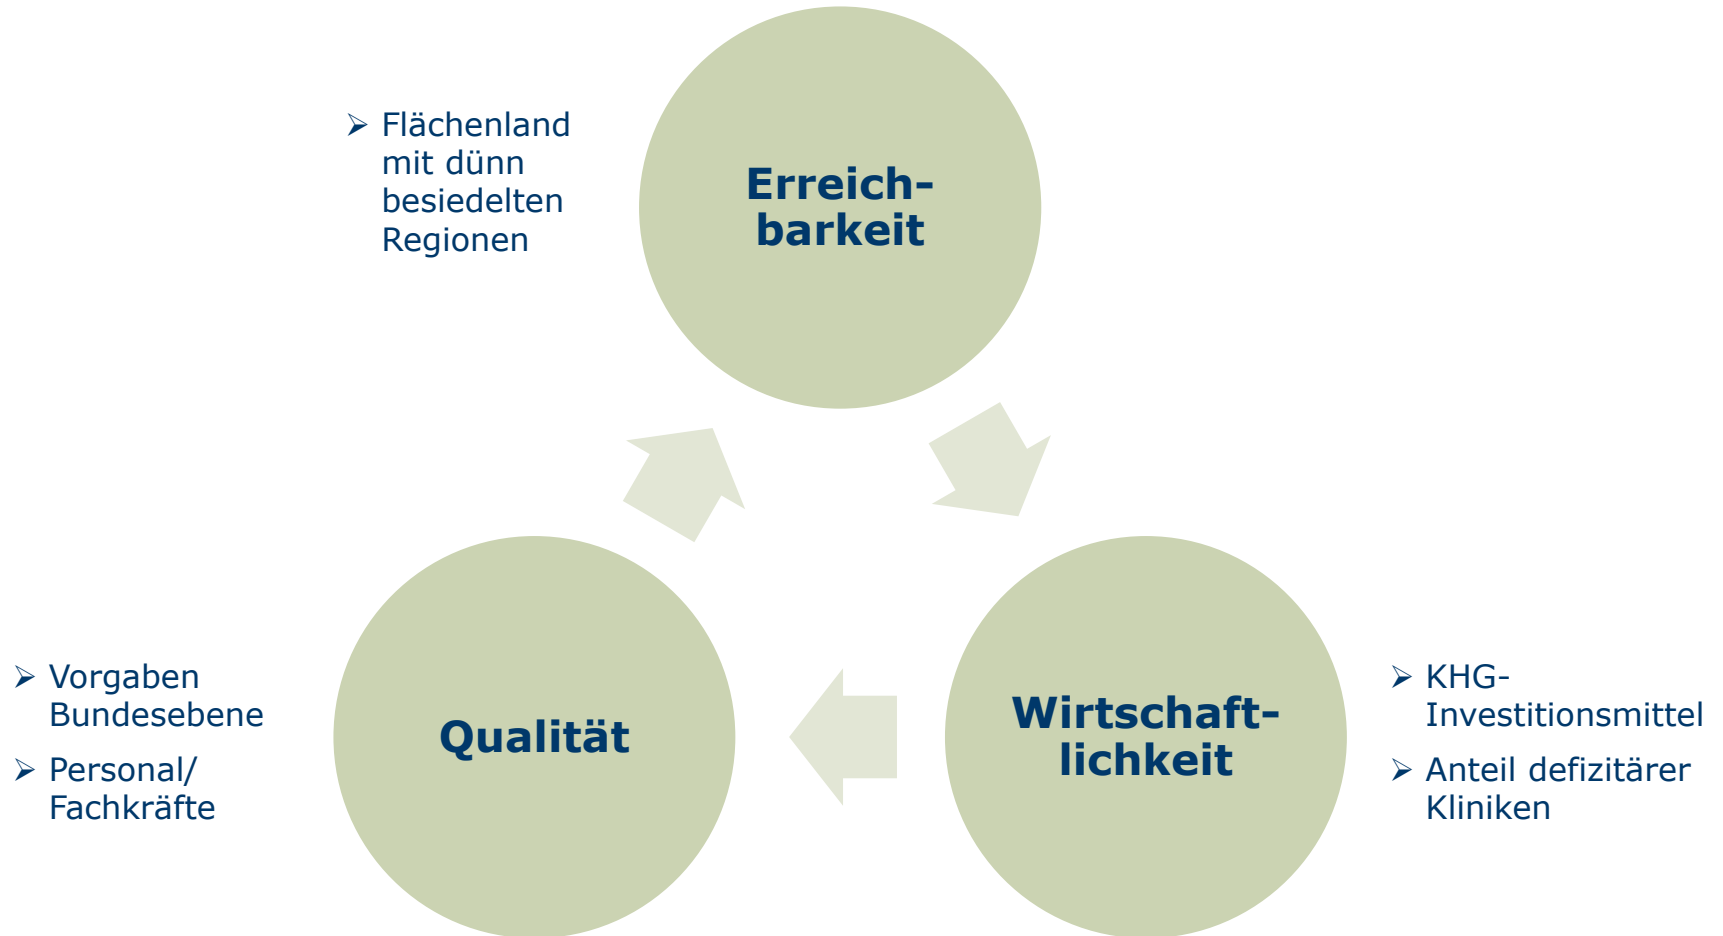 ➢ Flächenland
mit dünn
besiedelten
Regionen
Erreich-
barkeit
➢ Vorgaben
Bundesebene
➢ Personal/
Fachkräfte
Qualität
Wirtschaft-
lichkeit
➢ KHG-
Investitionsmittel
➢ Anteil defizitärer
Kliniken